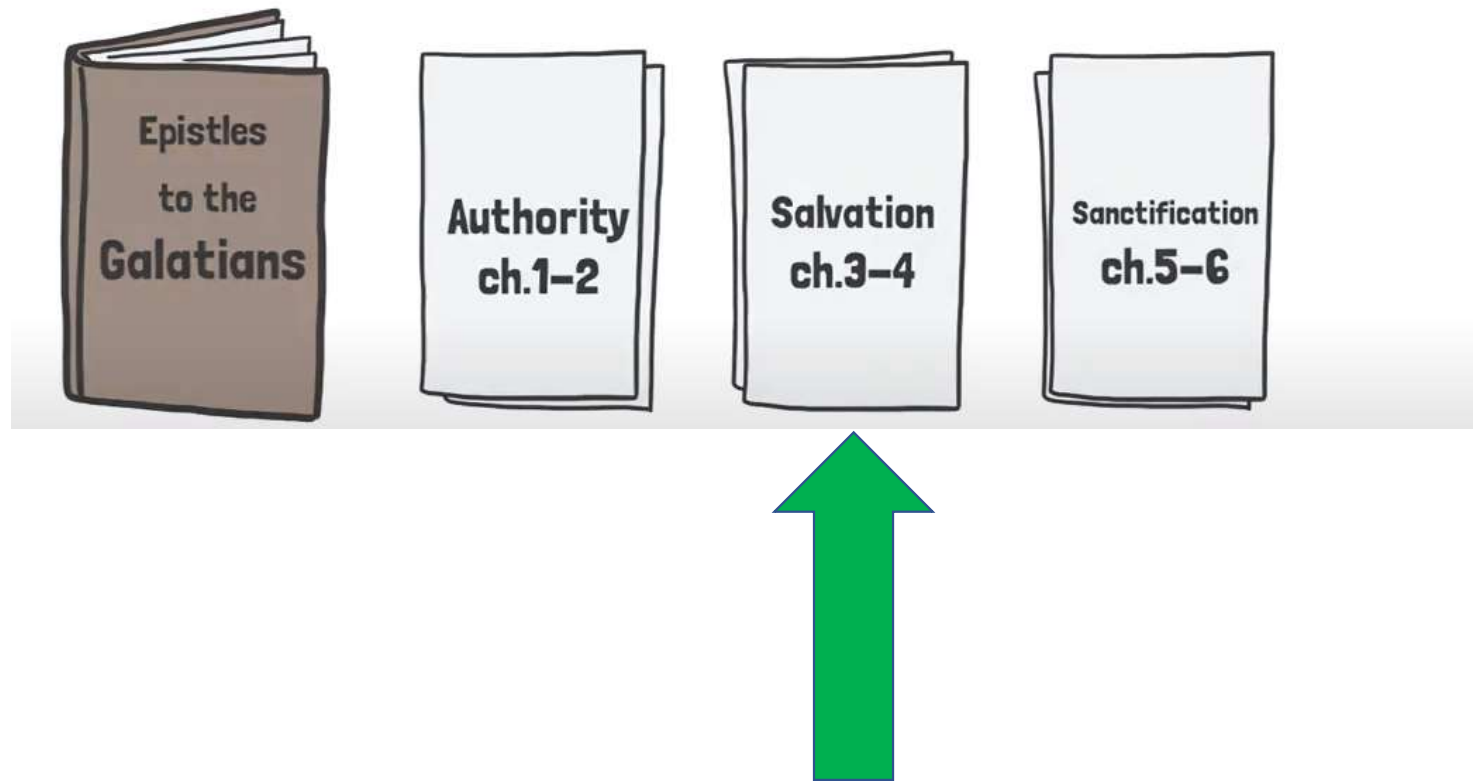 Epistles
to the
Galatians
Authority
ch.1–2
Salvation
ch.3–4
Sanctification
ch.5–6